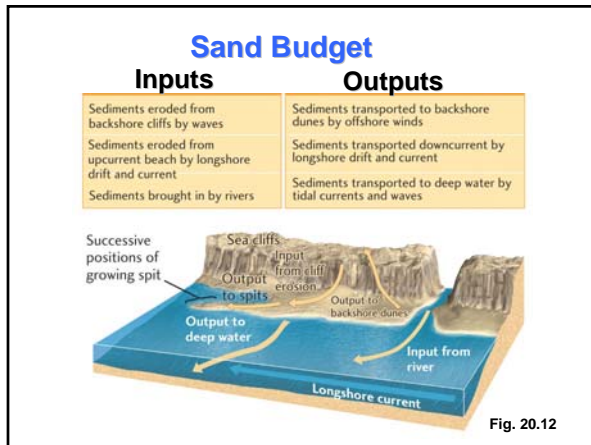 Sand Budget
Inputs
Outputs
Sediments eroded from
backshore cliffs by waves
Sediments eroded from
upcurrent beach by longshore
drift and current
Sediments brought in by rivers
Sediments transported to backshore
dunes by offshore winds
Sediments transported downcurrent by
longshore drift and current
Sediments transported to deep water by
tidal currents and waves
Successive
positions of
growing spit
Sea cliffs
Input
from cliff
erosion
Output
to spits
Output to
backshore dunes
Output to
deep water
Input from
river
Longshore current
Fig. 20.12